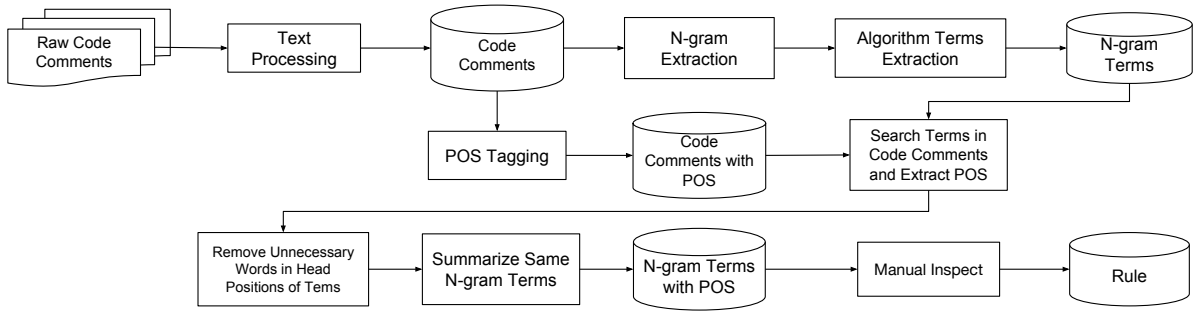 Raw Code
Comments
Text
Processing
Code
Comments
N-gram
Extraction
Algorithm Terms
Extraction
N-gram
Terms
POS Tagging
Code
Comments with
POS
Search Terms in
Code Comments
and Extract POS
Remove Unnecessary
Words in Head
Positions of Tems
Summarize Same
N-gram Terms
N-gram Terms
with POS
Manual Inspect
Rule